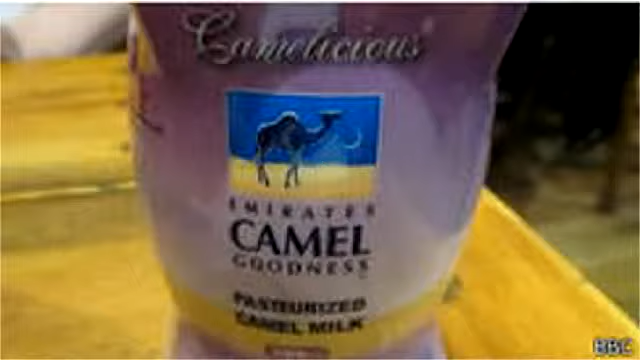 Camelicious
EMIRATES
CAMEL
GOODNESS
PASTEURIZED
CAMEL MILK
BBC